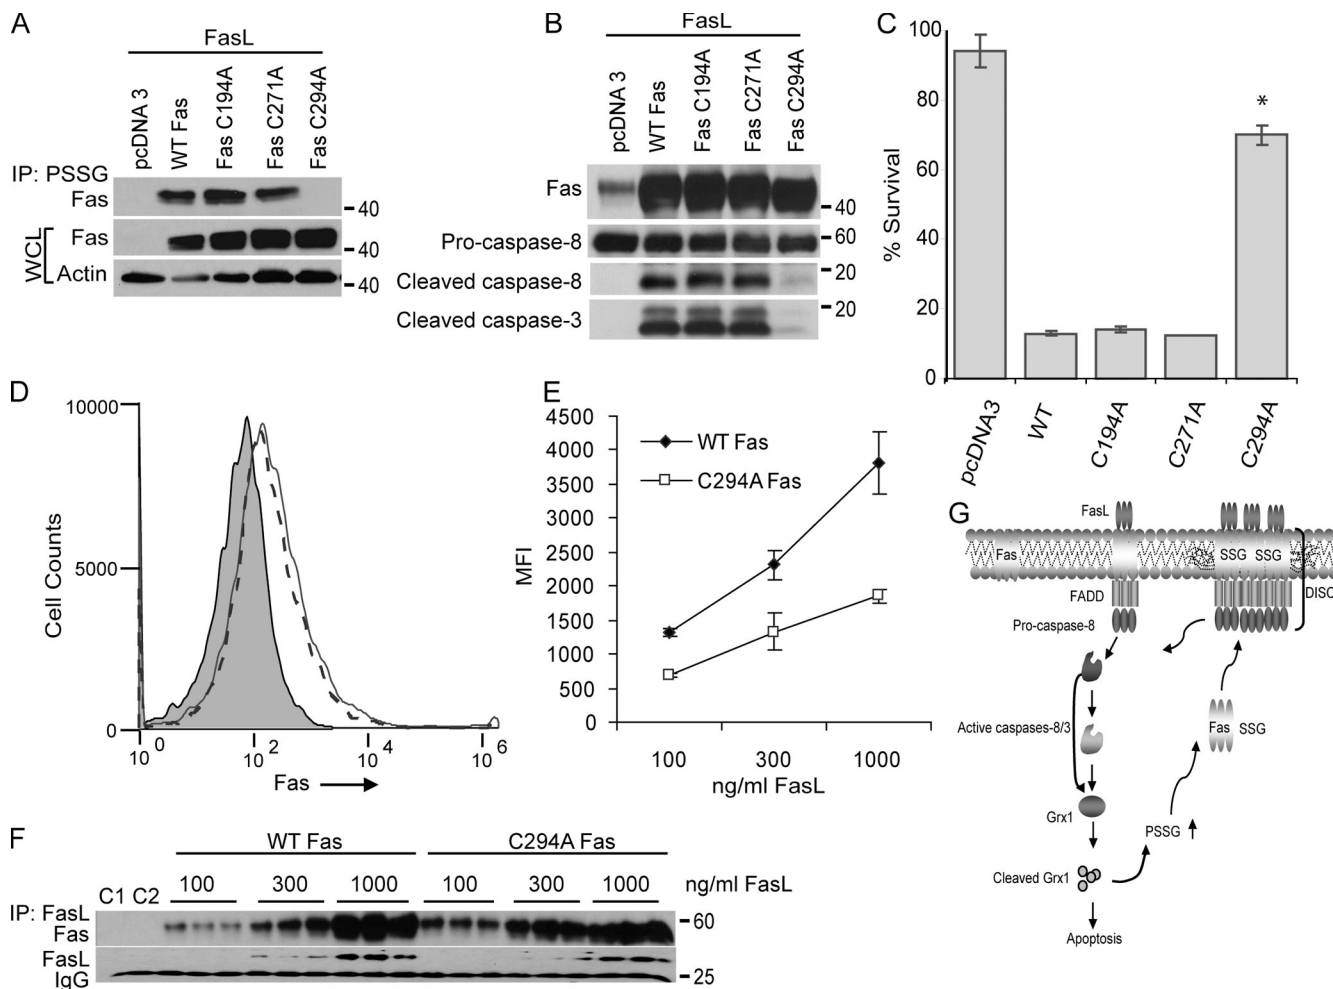 A
FasL
pcDNA 3
WT Fas
Fas C194A
Fas C271A
Fas C294A
IP: PSSG
Fas
40
WCL
Fas
40
Actin
40
B
FasL
pcDNA 3
WT Fas
Fas C194A
Fas C271A
Fas C294A
Fas
40
Pro-caspase-8
60
Cleaved caspase-8
20
Cleaved caspase-3
20
C
% Survival
100
80
60
40
20
0
*
pcDNA3
WT
C194A
C271A
C294A
D
Cell Counts
10000
5000
0
10 0
10 2
10 4
10 6
Fas
E
MFI
4500
4000
3500
3000
2500
2000
1500
1000
500
0
WT Fas
C294A Fas
100 300 1000
ng/ml FasL
F
WT Fas C294A Fas
C1 C2 100 300 1000 100 300 1000 ng/ml FasL
IP: FasL
Fas
60
FasL
IgG
25
G
FasL
Fas
SSG SSG
FADD
DISC
Pro-caspase-8
Active caspases-8/3
Fas SSG
Grx1
PSSG
Cleaved Grx1
Apoptosis